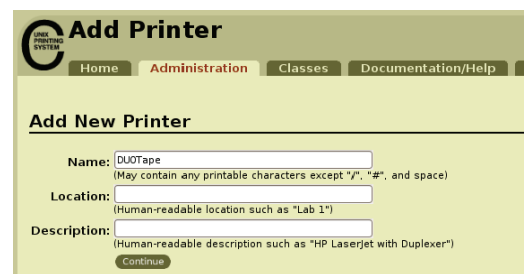 UNIX
PRINTING
SYSTEM
Add Printer
Home Administration Classes Documentation/Help
Add New Printer
Name: DUOTape
(May contain any printable characters except "/", "#", and space)
Location:
(Human-readable location such as "Lab 1")
Description:
(Human-readable description such as "HP LaserJet with Duplexer")
Continue